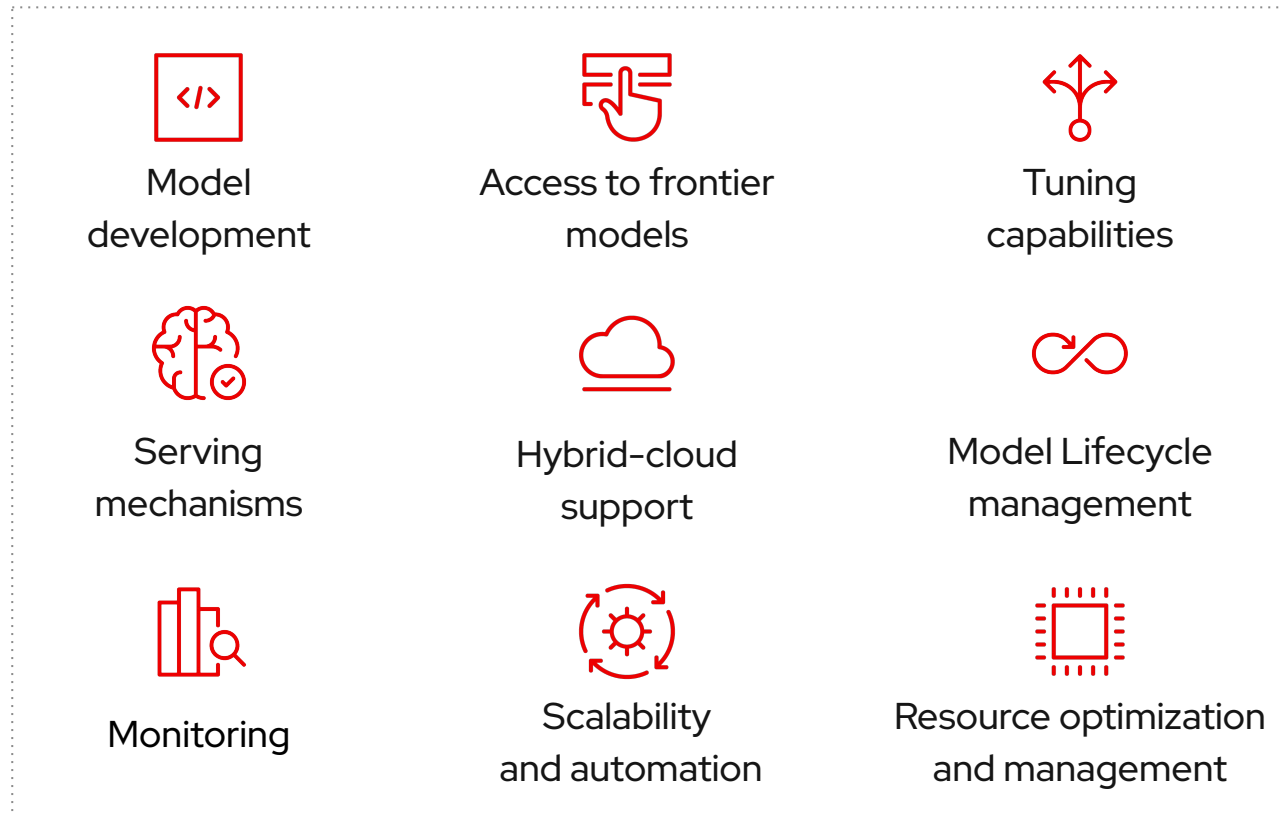 </>
Model
development
Access to frontier
models
Tuning
capabilities
Serving
mechanisms
Hybrid-cloud
support
Model Lifecycle
management
Monitoring
Scalability
and automation
Resource optimization
and management